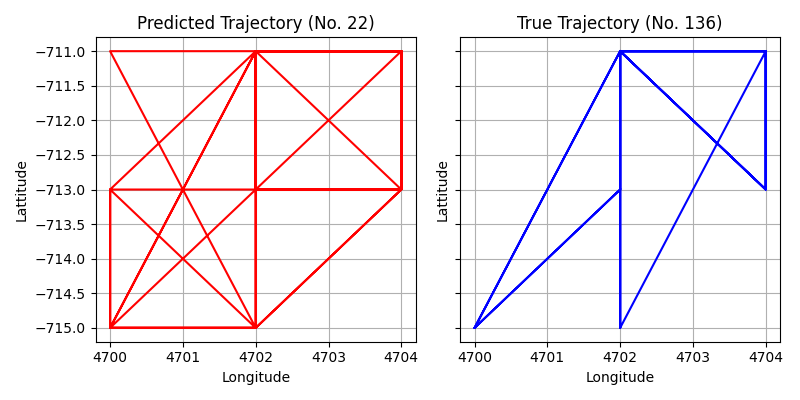 Predicted Trajectory (No. 22)
True Trajectory (No. 136)
Lattitude
−711.0
−711.5
−712.0
−712.5
−713.0
−713.5
−714.0
−714.5
−715.0
4700 4701 4702 4703 4704
Longitude
Lattitude
4700 4701 4702 4703 4704
Longitude